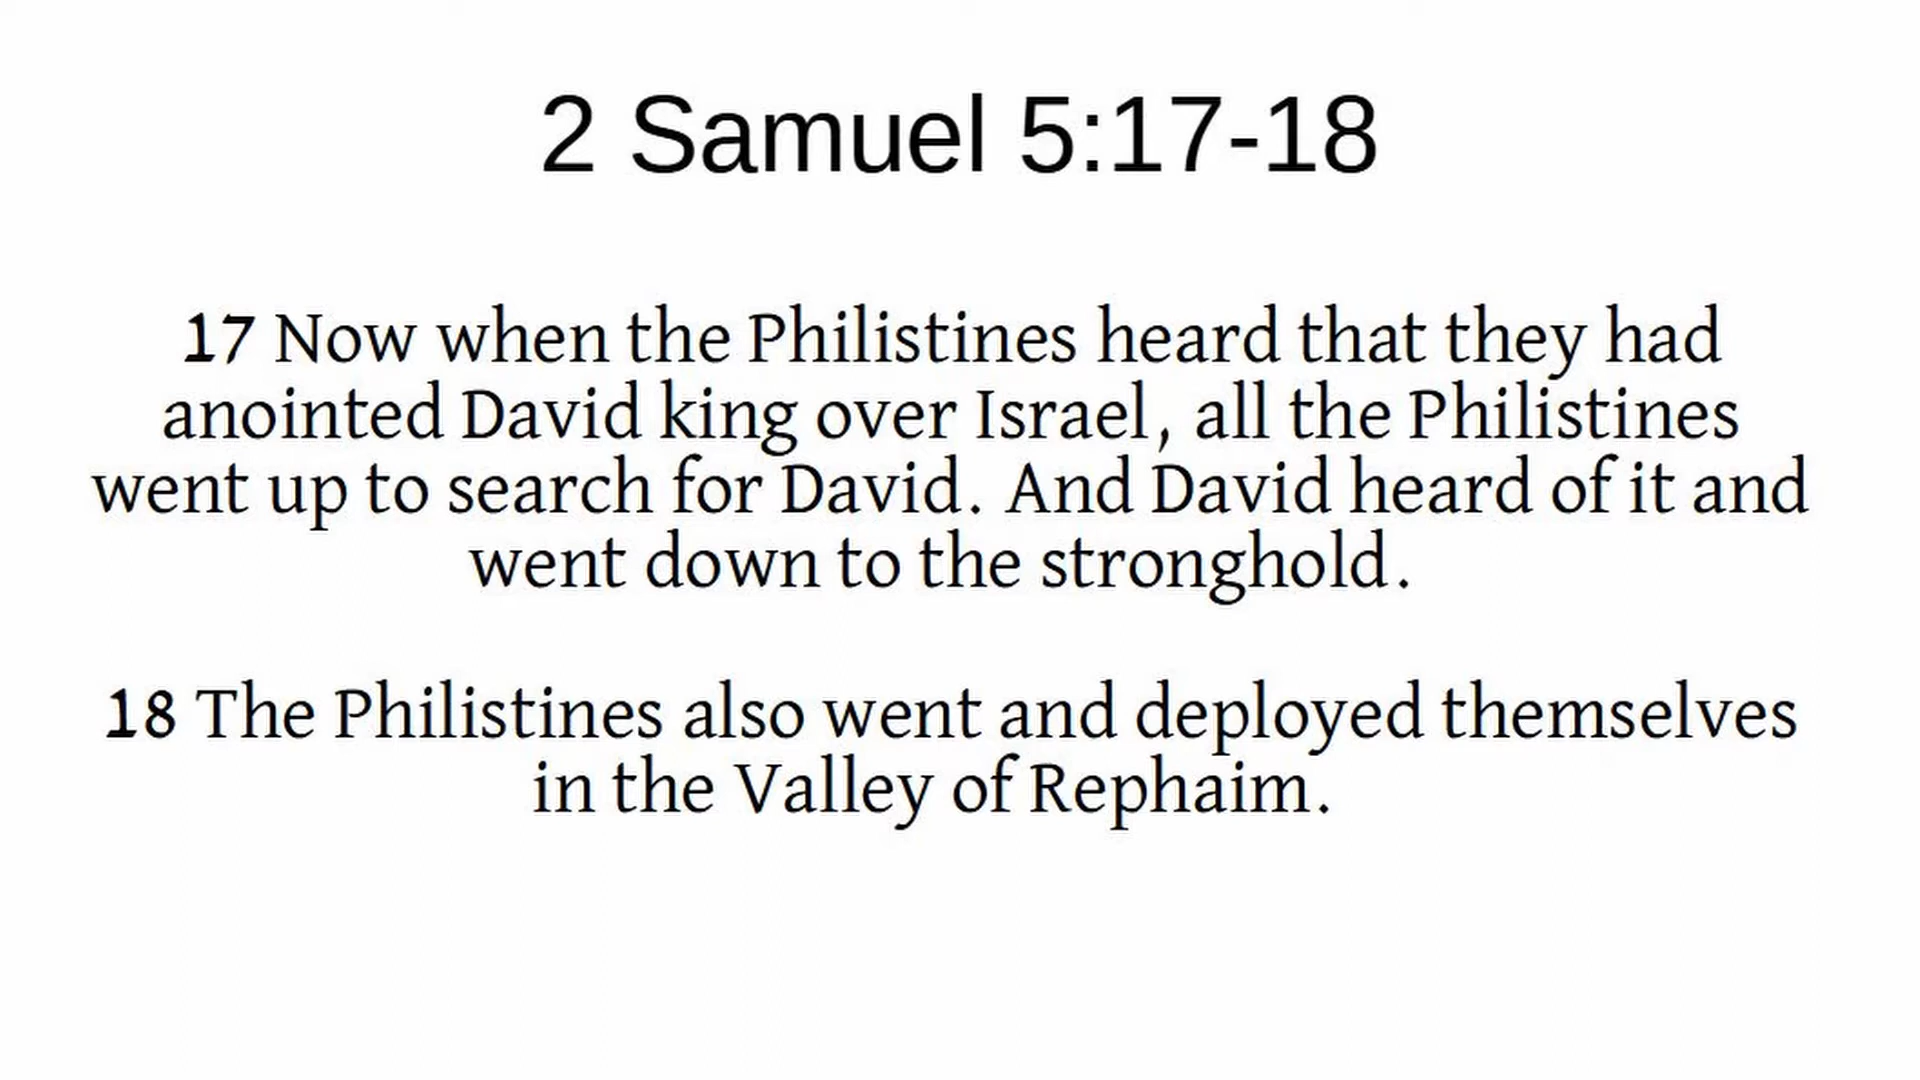 2 Samuel 5:17-18
17 Now when the Philistines heard that they had
anointed David king over Israel, all the Philistines
went up to search for David. And David heard of it and
went down to the stronghold.
18 The Philistines also went and deployed themselves
in the Valley of Rephaim.